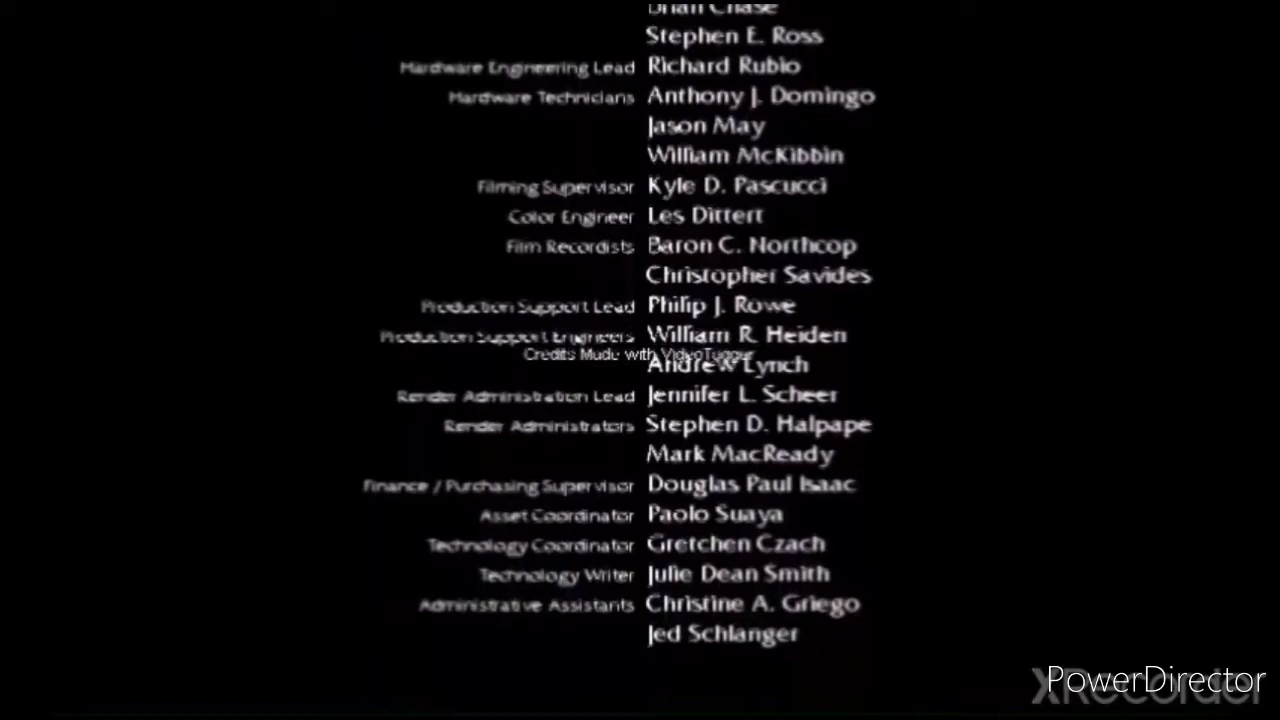 Brian Chase
Stephen E. Ross
Hardware Engineering Lead Richard Rubio
Hardware Technicians Anthony J. Domingo
Jason May
William McKibbin
Filming Supervisor Kyle D. Pascucci
Color Engineer Les Dittert
Film Recordists Baron C. Northcop
Christopher Savides
Production Support Lead Philip J. Rowe
Production Support Engineers William R. Heiden
Credits Made with
Andrew Lynch
Render Administration Lead Jennifer L. Scheer
Render Administrators Stephen D. Halpape
Mark MacReady
Finance / Purchasing Supervisor Douglas Paul Isaac
Asset Coordinator Paolo Suaya
Technology Coordinator Gretchen Czach
Technology Writer Julie Dean Smith
Administrative Assistants Christine A. Griego
Jed Schlanger
XRecorder
PowerDirector